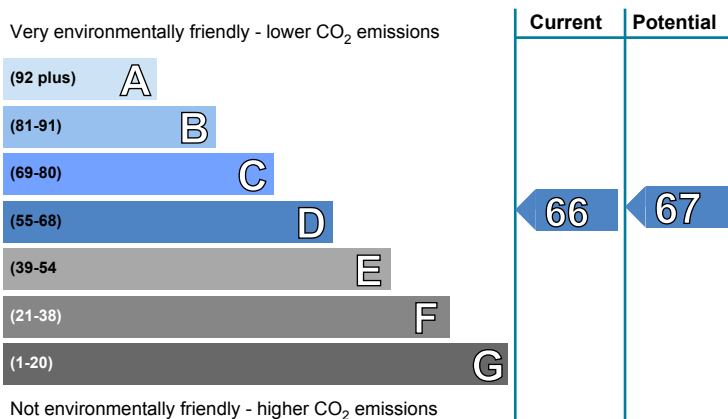 Current Potential
Very environmentally friendly - lower CO2 emissions
(92 plus) A
(81-91) B
(69-80) C
(55-68) D 66 67
(39-54 E
(21-38) F
(1-20) G
Not environmentally friendly - higher CO2 emissions